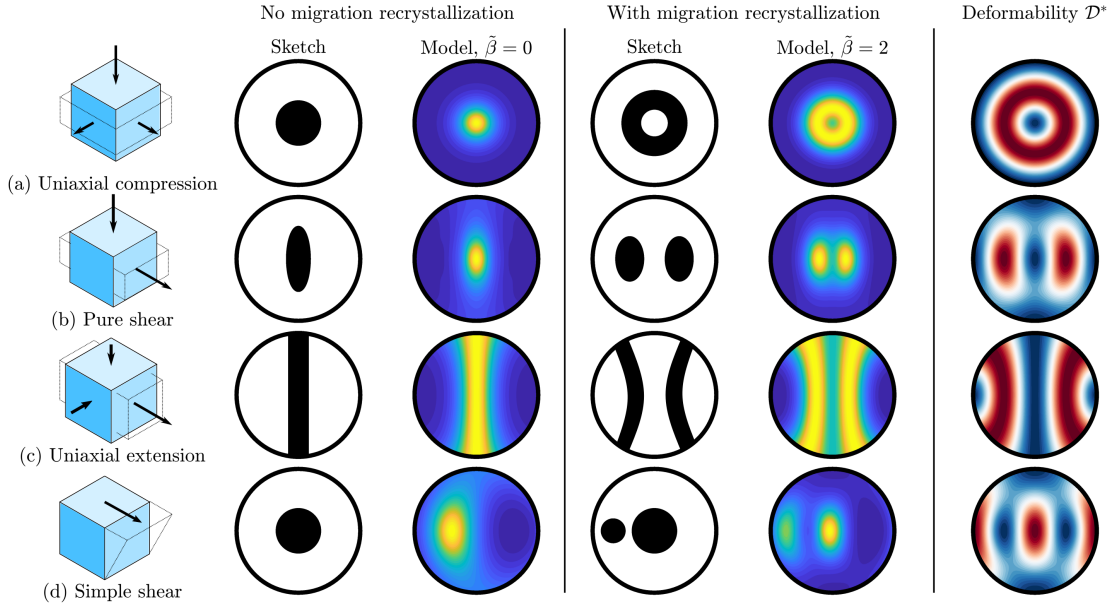 No migration recrystallization
With migration recrystallization
Deformability 𝒟*
Sketch
Model, β̃ = 0
Sketch
Model, β̃ = 2
(a) Uniaxial compression
(b) Pure shear
(c) Uniaxial extension
(d) Simple shear